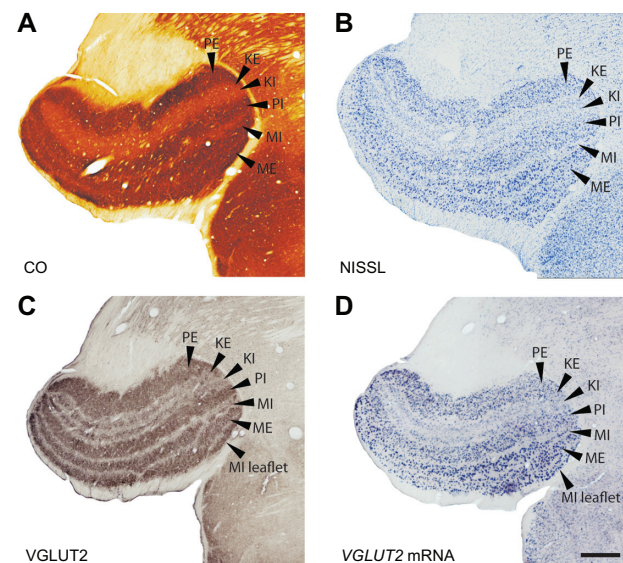 A
PE
KE
KI
PI
MI
ME
CO
B
PE
KE
KI
PI
MI
ME
NISSL
C
PE
KE
KI
PI
MI
ME
MI leaflet
VGLUT2
D
PE
KE
KI
PI
MI
ME
MI leaflet
VGLUT2 mRNA